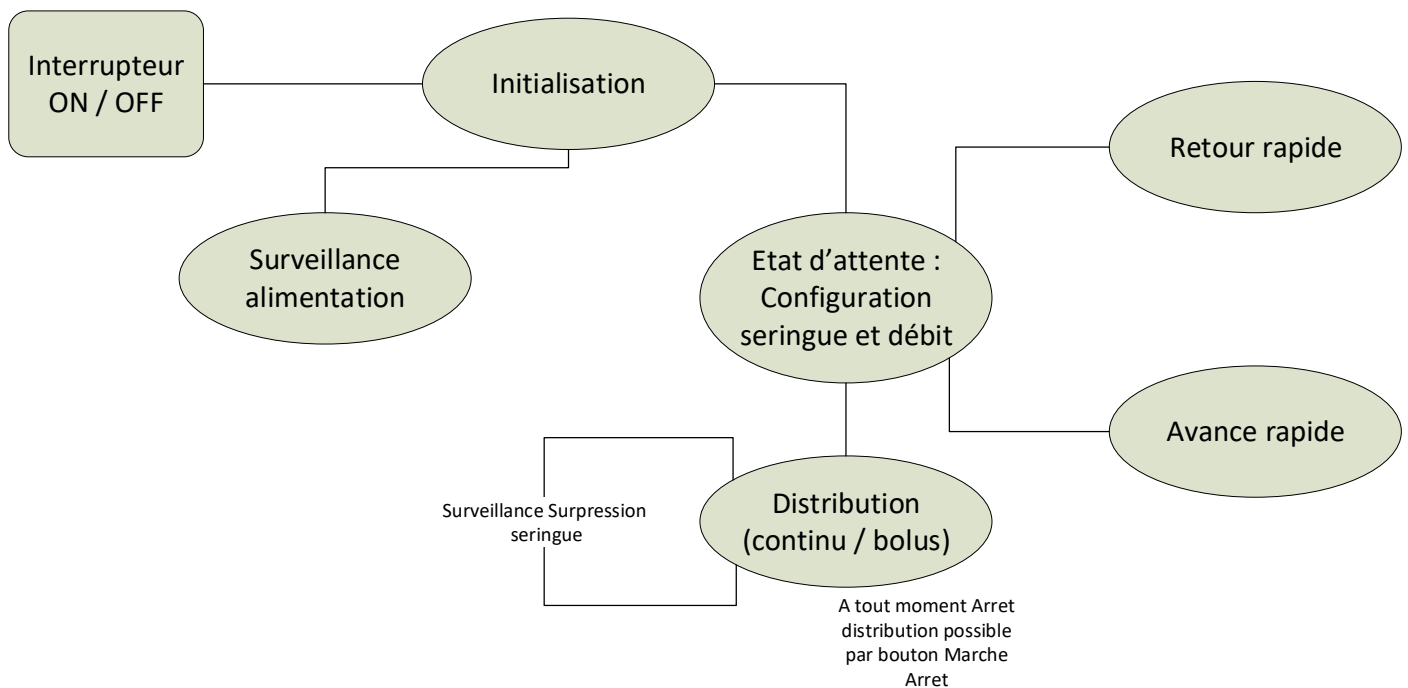 Interrupteur
ON / OFF
Initialisation
Retour rapide
Surveillance
alimentation
Etat d’attente :
Configuration
seringue et débit
Avance rapide
Surveillance Surpression
seringue
Distribution
(continu / bolus)
A tout moment Arret
distribution possible
par bouton Marche
Arret